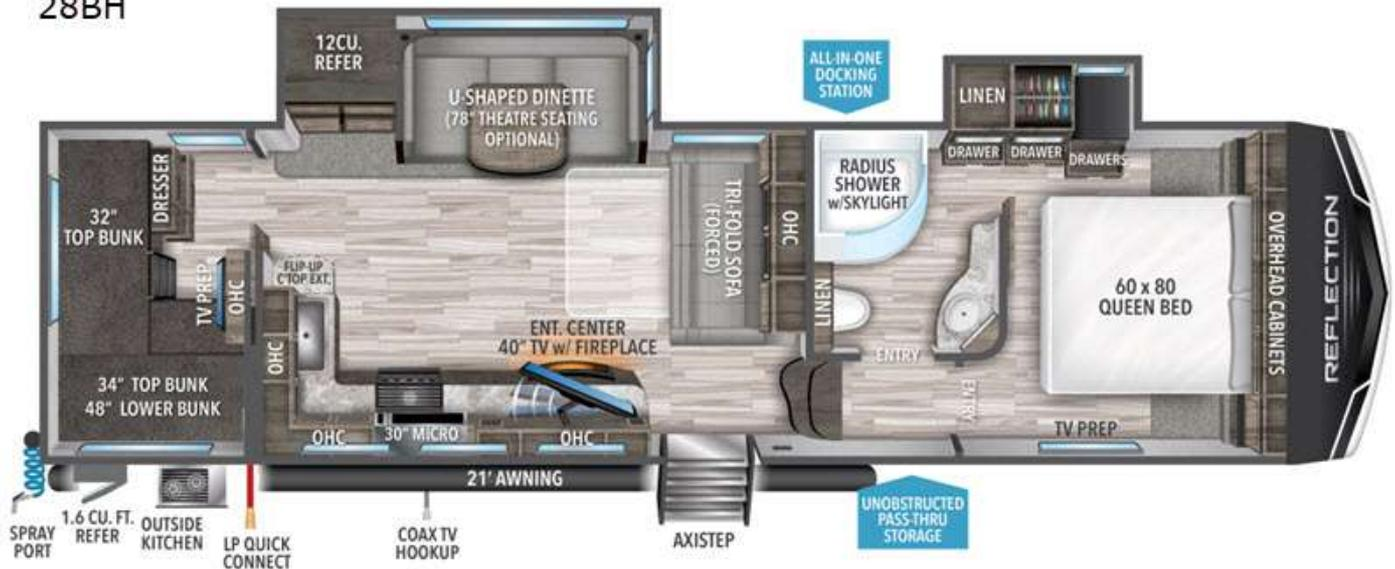 28BH
12CU.
REFER
U-SHAPED DINETTE
(78" THEATRE SEATING
OPTIONAL)
ALL-IN-ONE
DOCKING
STATION
LINEN
DRAWER
DRAWER
DRAWERS
32"
TOP BUNK
DRESSER
TV PREP
OHC
FLIP-UP
C'TOP EXT.
TRI-FOLD SOFA
(FORCED)
OHC
RADIUS
SHOWER
w/SKYLIGHT
LINEN
60 x 80
QUEEN BED
OVERHEAD CABINETS
REFLECTION
34" TOP BUNK
48" LOWER BUNK
OHC
ENT. CENTER
40" TV w/ FIREPLACE
ENTRY
ENTRY
OHC
30" MICRO
OHC
TV PREP
21' AWNING
SPRAY
PORT
1.6 CU. FT.
REFER
OUTSIDE
KITCHEN
LP QUICK
CONNECT
COAX TV
HOOKUP
AXISTEP
UNOBSTRUCTED
PASS-THRU
STORAGE